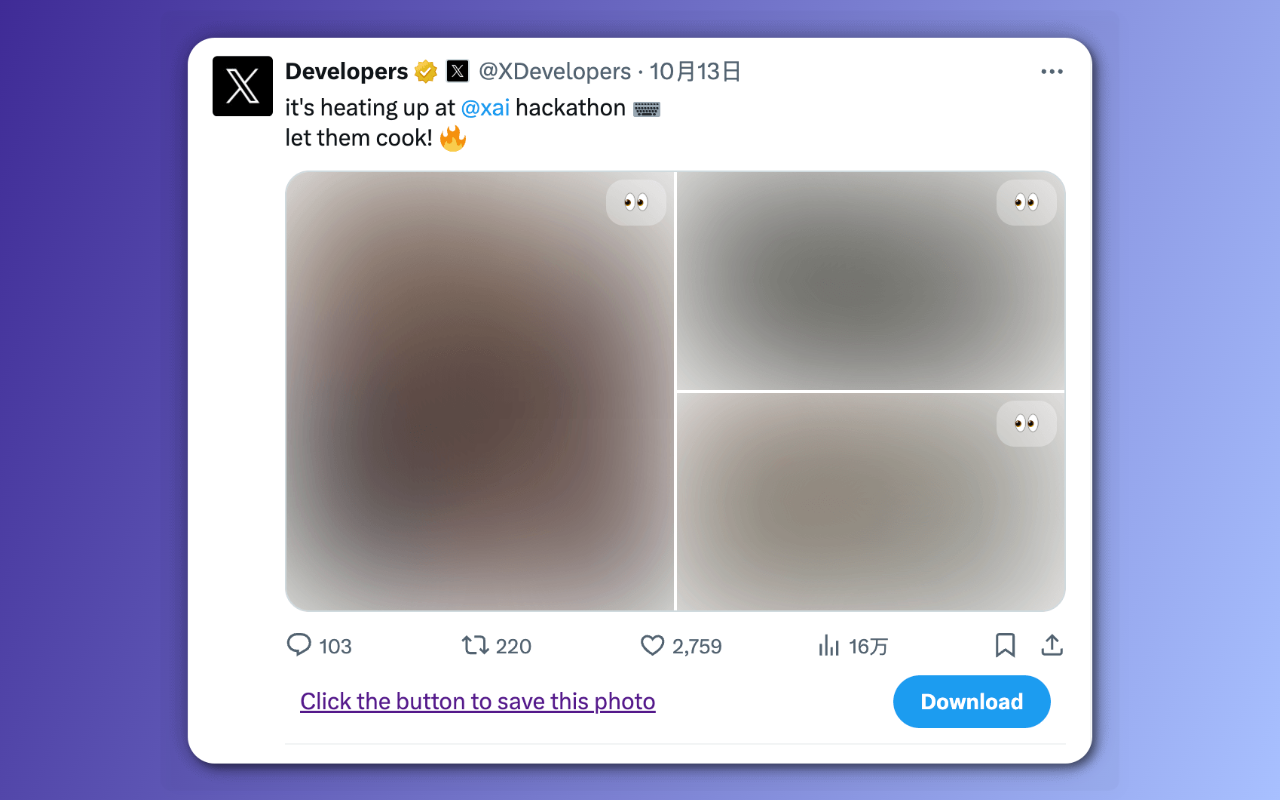 Developers @XDevelopers · 10月13日
it's heating up at @xai hackathon ⌨️
let them cook! 🔥
103 220 2,759 16万
Click the button to save this photo
Download